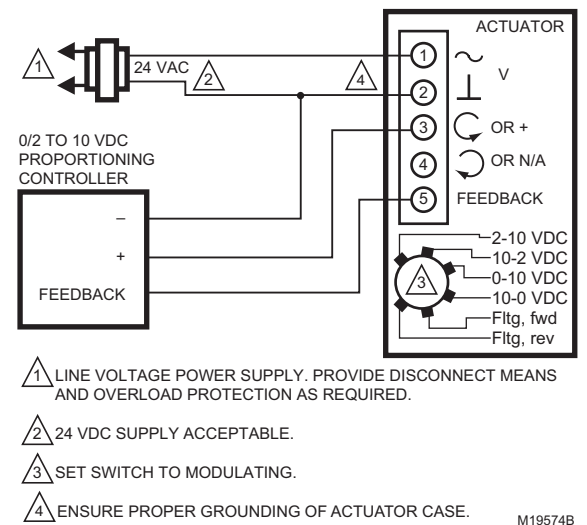 ACTUATOR
1
24 VAC
2
4
1
V
2
3
OR +
0/2 TO 10 VDC
PROPORTIONING
CONTROLLER
4
OR N/A
5
FEEDBACK
–
+
FEEDBACK
2-10 VDC
10-2 VDC
0-10 VDC
10-0 VDC
Fltg, fwd
Fltg, rev
3
1 LINE VOLTAGE POWER SUPPLY. PROVIDE DISCONNECT MEANS
AND OVERLOAD PROTECTION AS REQUIRED.
2 24 VDC SUPPLY ACCEPTABLE.
3 SET SWITCH TO MODULATING.
4 ENSURE PROPER GROUNDING OF ACTUATOR CASE.
M19574B